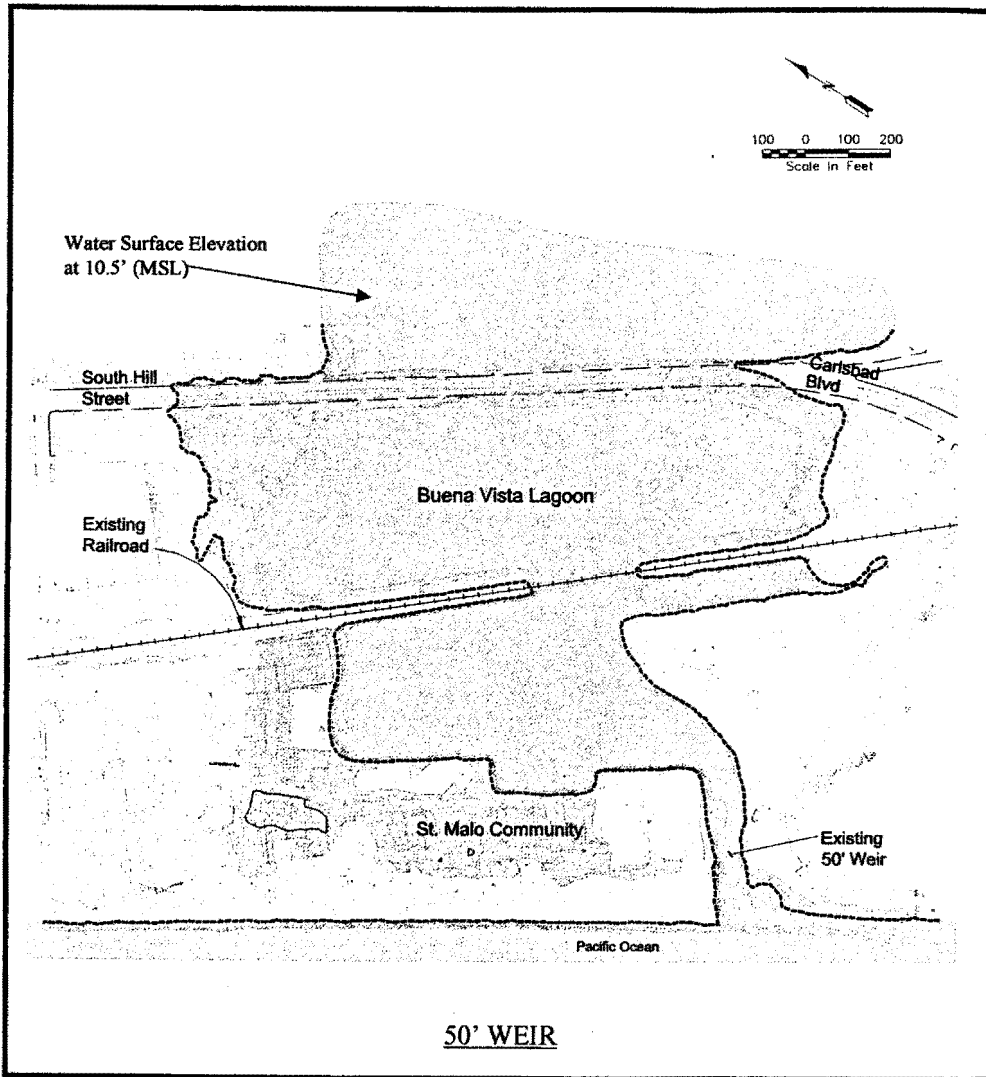 N
100 0 100 200
Scale In Feet
Water Surface Elevation
at 10.5' (MSL)
South Hill
Street
Carlsbad
Blvd
Buena Vista Lagoon
Existing
Railroad
St. Malo Community
Existing
50' Weir
Pacific Ocean
50' WEIR